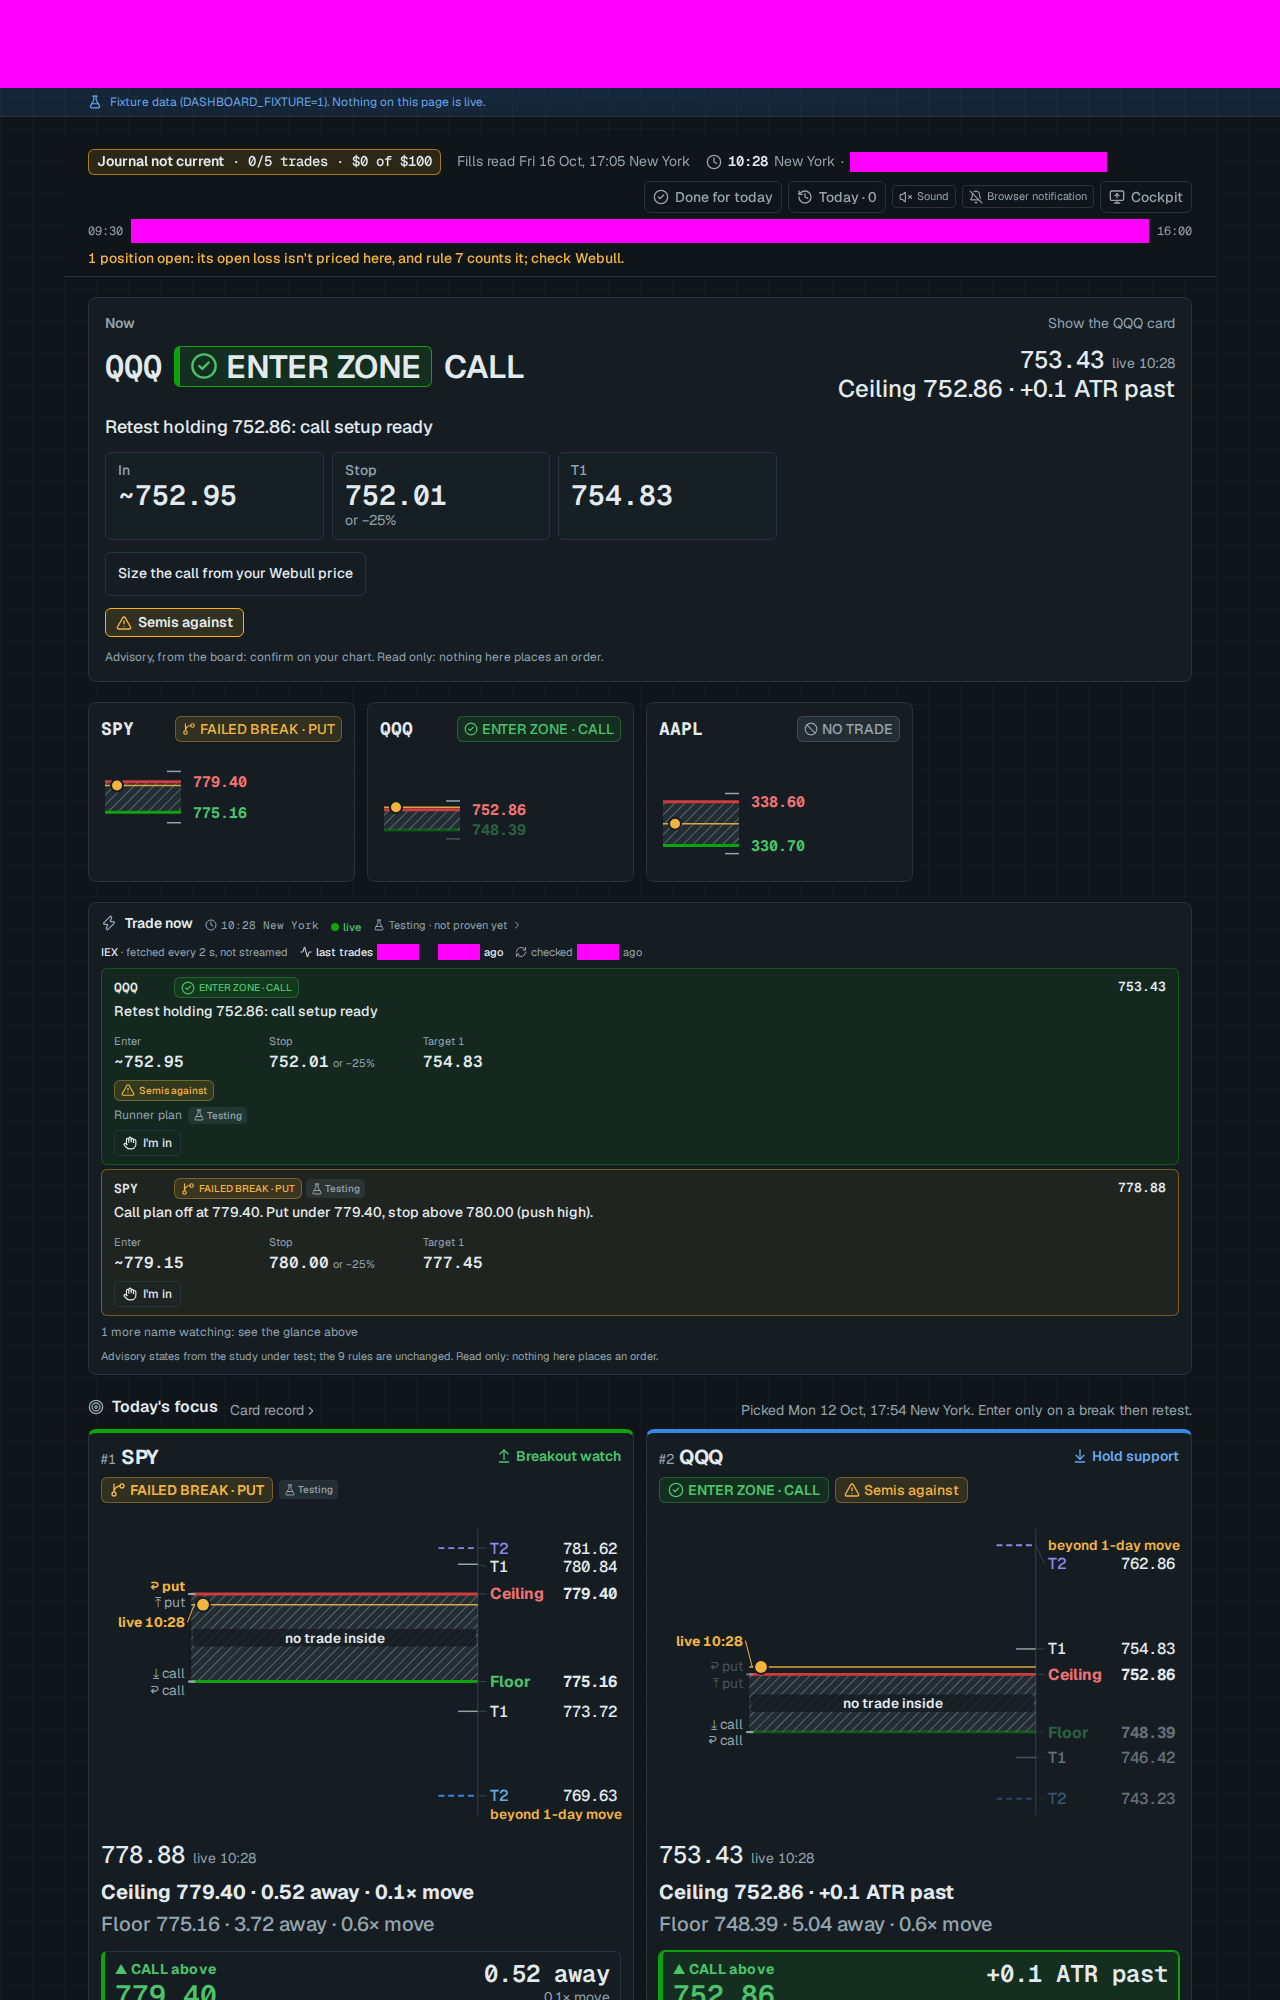 Fixture data (DASHBOARD_FIXTURE=1). Nothing on this page is live.
Journal not current · 0/5 trades · $0 of $100 Fills read Fri 16 Oct, 17:05 New York 10:28 New York ·
Done for today Today · 0 Sound Browser notification Cockpit
09:30 16:00
1 position open: its open loss isn't priced here, and rule 7 counts it; check Webull.
Now Show the QQQ card
QQQ ENTER ZONE CALL 753.43 live 10:28
Ceiling 752.86 · +0.1 ATR past
Retest holding 752.86: call setup ready
In Stop T1
~752.95 752.01 754.83
or −25%
Size the call from your Webull price
Semis against
Advisory, from the board: confirm on your chart. Read only: nothing here places an order.
SPY FAILED BREAK · PUT QQQ ENTER ZONE · CALL AAPL NO TRADE
779.40
775.16
752.86
748.39
338.60
330.70
Trade now 10:28 New York live Testing · not proven yet
IEX · fetched every 2 s, not streamed last trades ago checked ago
QQQ ENTER ZONE · CALL 753.43
Retest holding 752.86: call setup ready
Enter Stop Target 1
~752.95 752.01 or −25% 754.83
Semis against
Runner plan Testing
I'm in
SPY FAILED BREAK · PUT Testing 778.88
Call plan off at 779.40. Put under 779.40, stop above 780.00 (push high).
Enter Stop Target 1
~779.15 780.00 or −25% 777.45
I'm in
1 more name watching: see the glance above
Advisory states from the study under test; the 9 rules are unchanged. Read only: nothing here places an order.
Today's focus Card record Picked Mon 12 Oct, 17:54 New York. Enter only on a break then retest.
#1 SPY Breakout watch
FAILED BREAK · PUT Testing
T2 781.62
T1 780.84
put
Ceiling 779.40
put
live 10:28
no trade inside
call
Floor 775.16
call
T1 773.72
T2 769.63
beyond 1-day move
778.88 live 10:28
Ceiling 779.40 · 0.52 away · 0.1× move
Floor 775.16 · 3.72 away · 0.6× move
▲ CALL above 0.52 away
779.40 0.1× move
#2 QQQ Hold support
ENTER ZONE · CALL Semis against
beyond 1-day move
T2 762.86
live 10:28
T1 754.83
put
Ceiling 752.86
put
no trade inside
call
Floor 748.39
call
T1 746.42
T2 743.23
753.43 live 10:28
Ceiling 752.86 · +0.1 ATR past
Floor 748.39 · 5.04 away · 0.6× move
▲ CALL above +0.1 ATR past
752.86